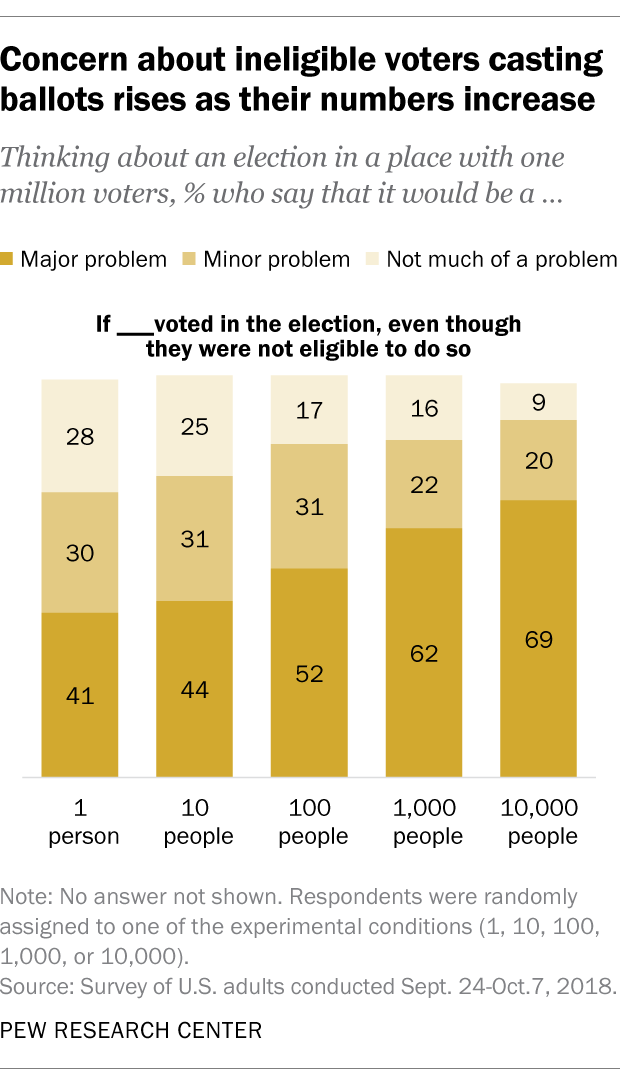 Concern about ineligible voters casting
ballots rises as their numbers increase
Thinking about an election in a place with one
million voters, % who say that it would be a ...
Major problem Minor problem Not much of a problem
If ___voted in the election, even though
they were not eligible to do so
28 25 17 16 9
30 31 31 22 20
41 44 52 62 69
1 10 100 1,000 10,000
person people people people people
Note: No answer not shown. Respondents were randomly
assigned to one of the experimental conditions (1, 10, 100,
1,000, or 10,000).
Source: Survey of U.S. adults conducted Sept. 24-Oct.7, 2018.
PEW RESEARCH CENTER